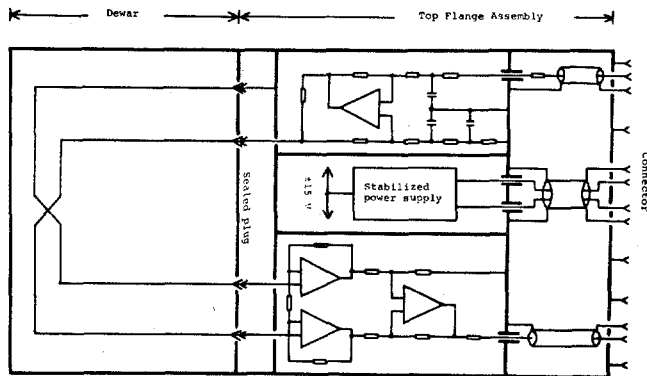 Dewar
Top Flange Assembly
Connector
Sealed plug
±15 V
Stabilized
power supply